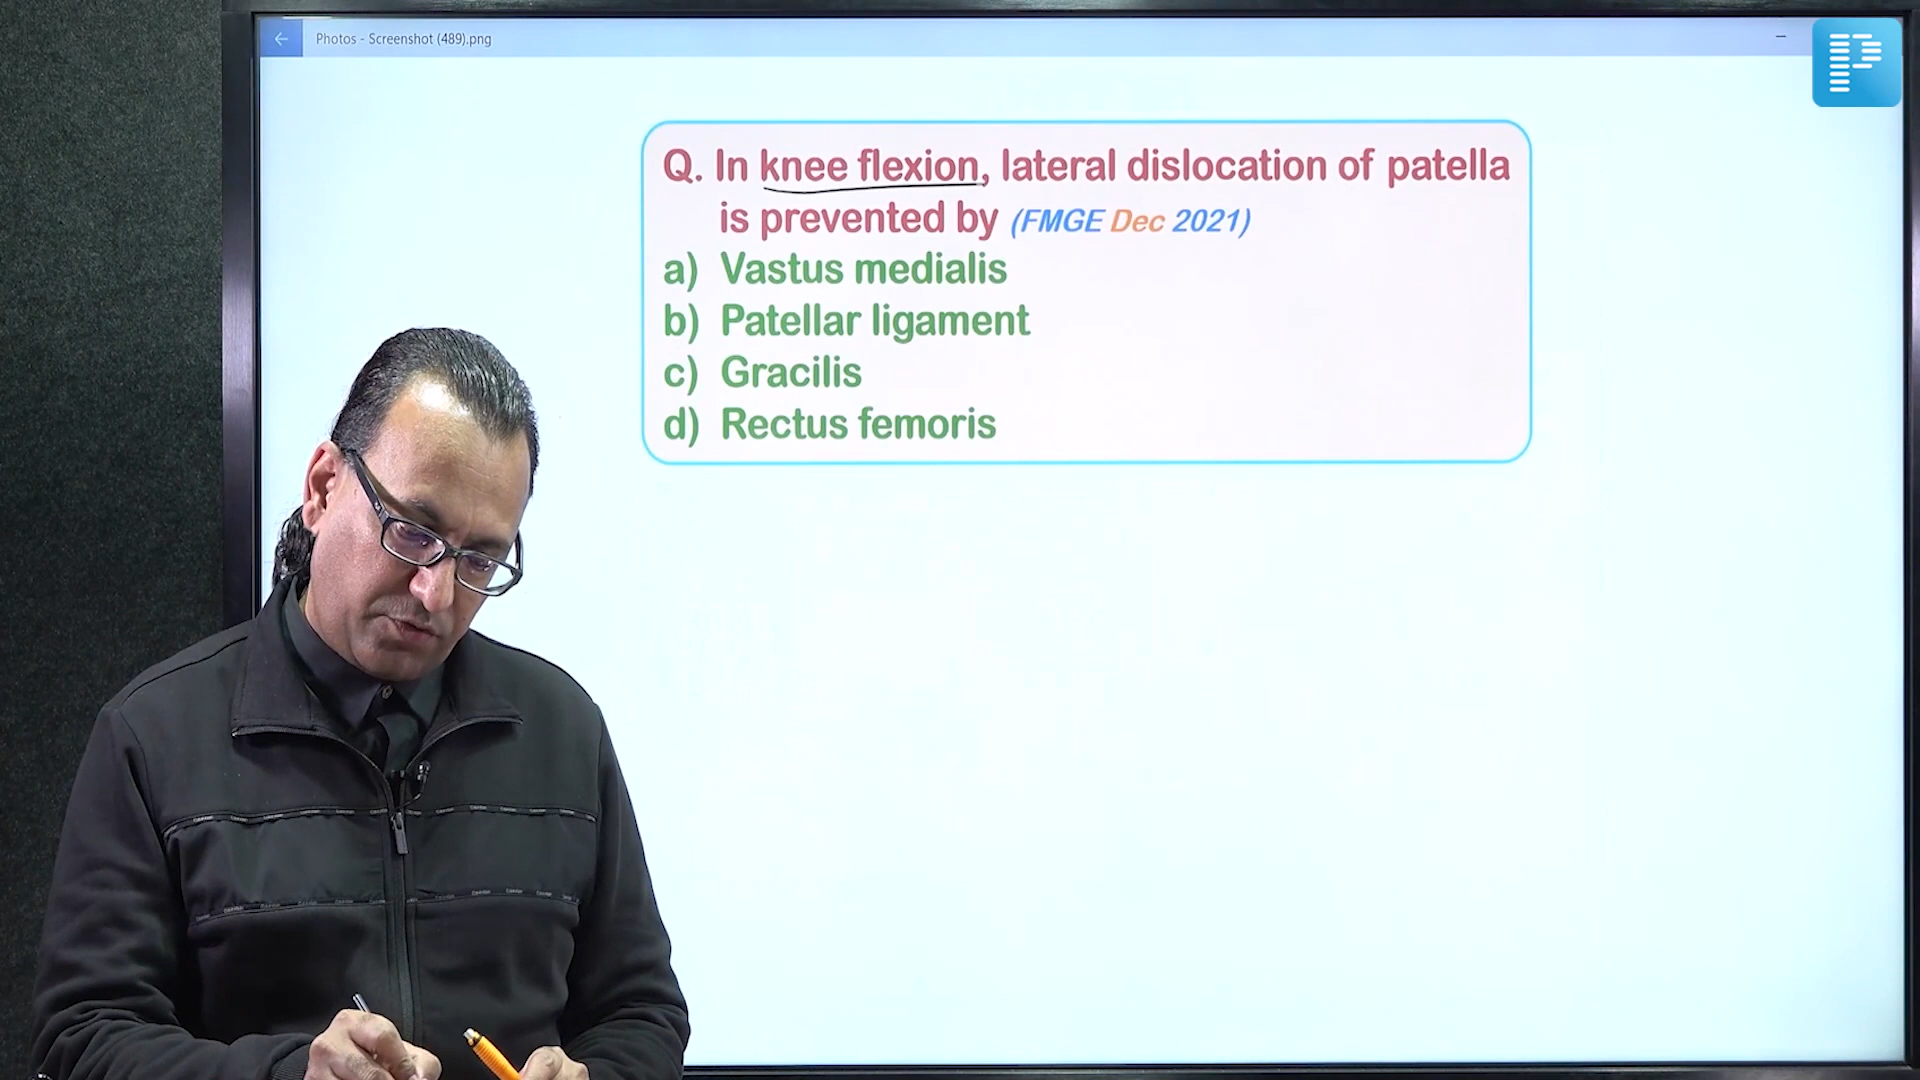 Photos - Screenshot (489).png
Q. In knee flexion, lateral dislocation of patella
is prevented by (FMGE Dec 2021)
a) Vastus medialis
b) Patellar ligament
c) Gracilis
d) Rectus femoris